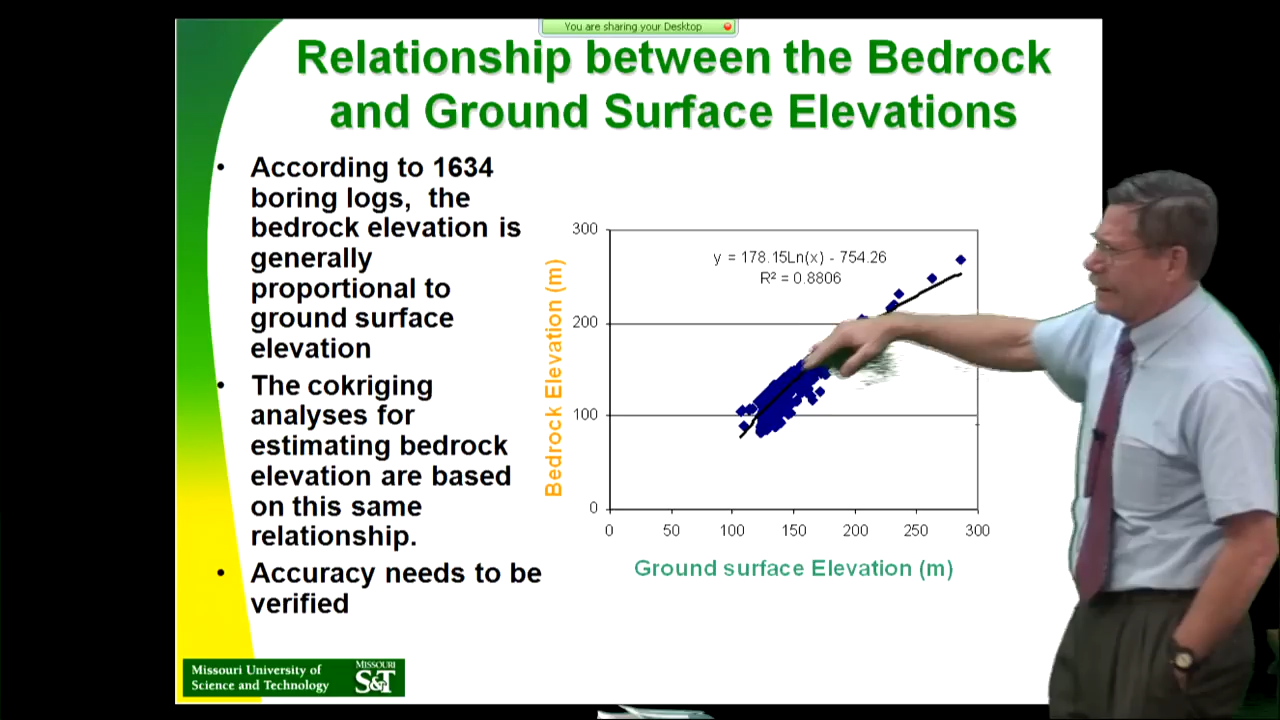 You are sharing your Desktop
Relationship between the Bedrock
and Ground Surface Elevations
• According to 1634
boring logs, the
bedrock elevation is
generally
proportional to
ground surface
elevation
• The cokriging
analyses for
estimating bedrock
elevation are based
on this same
relationship.
• Accuracy needs to be
verified
Bedrock Elevation (m)
300
200
100
0
y = 178.15Ln(x) - 754.26
R² = 0.8806
0 50 100 150 200 250 300
Ground surface Elevation (m)
Missouri University of
Science and Technology
MISSOURI
S&T